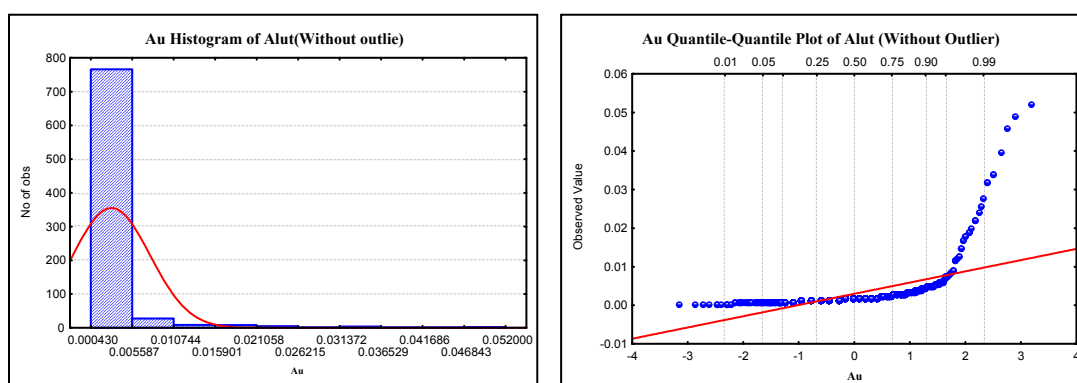 Au Histogram of Alut(Without outlie)
800
700
600
500
400
300
200
100
0
No of obs
0.000430 0.010744 0.021058 0.031372 0.041686 0.052000
0.005587 0.015901 0.026215 0.036529 0.046843
Au
Au Quantile-Quantile Plot of Alut (Without Outlier)
0.01 0.05 0.25 0.50 0.75 0.90 0.99
0.06
0.05
0.04
0.03
0.02
0.01
0.00
-0.01
Observed Value
-4 -3 -2 -1 0 1 2 3 4
Au